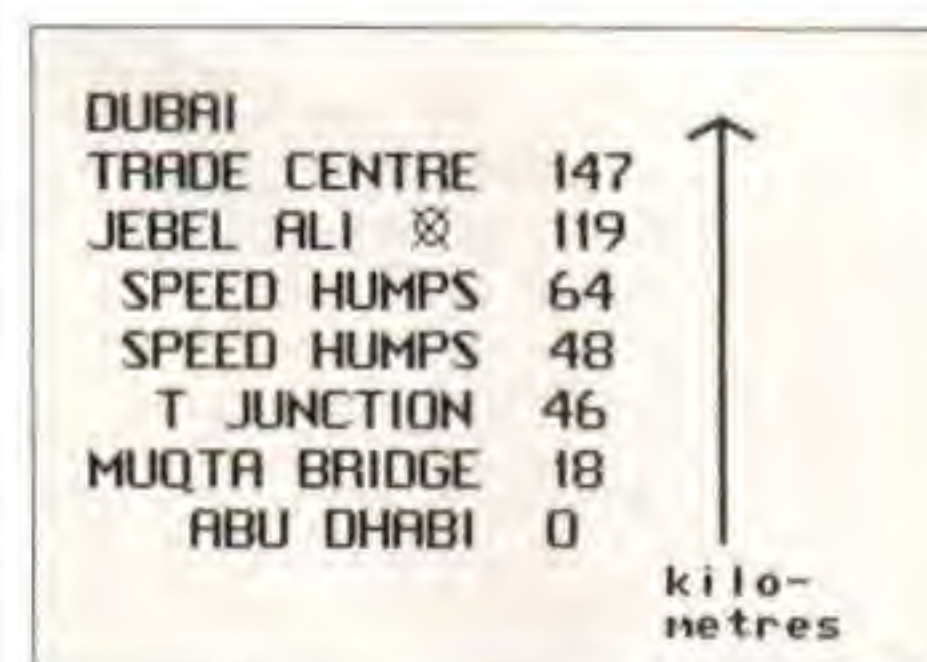 DUBAI
TRADE CENTRE 147
JEBEL ALI 119
SPEED HUMPS 64
SPEED HUMPS 48
T JUNCTION 46
MUQTA BRIDGE 18
ABU DHABI 0
kilo-
metres